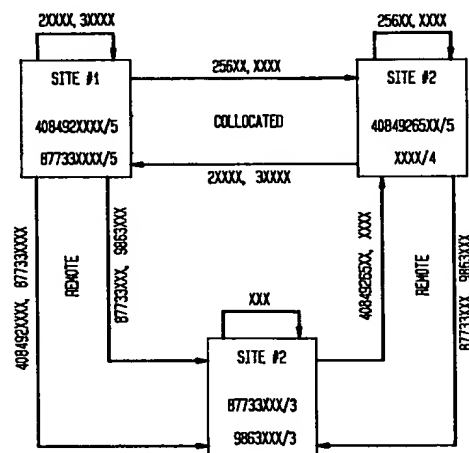 2XXXX, 3XXXX
SITE #1
408492XXXX/5
87733XXXX/5
256XX, XXXX
COLLOCATED
2XXXX, 3XXXX
XXXX, XXXX
SITE #2
40849265XX/5
XXXX/4
408492XXXX, 87733XXXX
REMOTE
87733XXX, 9863XXX
40849265XX, XXXX
REMOTE
87733XXX, 9863XXX
XXX
SITE #2
87733XXX/3
9863XXX/3